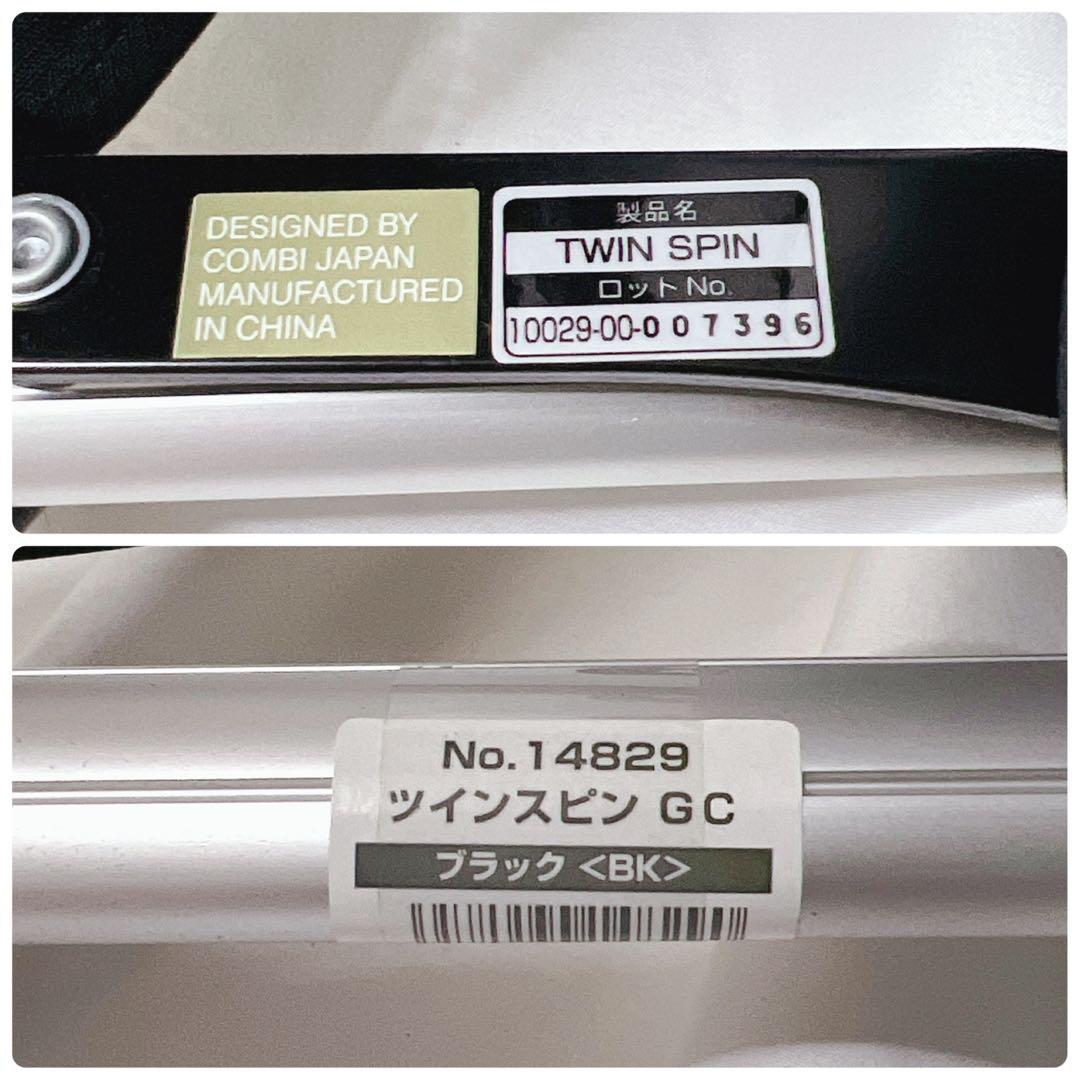 DESIGNED BY
COMBI JAPAN
MANUFACTURED
IN CHINA
製品名
TWIN SPIN
ロットNo.
10029-00-007396
No.14829
ツインスピン GC
ブラック<BK>